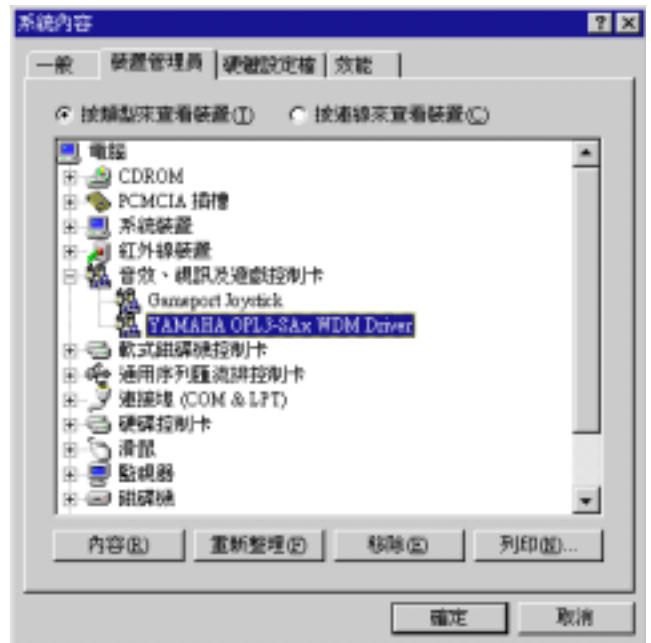 系統內容
一般 裝置管理員 硬體設定檔 效能
按類型來查看裝置(T) 按連線來查看裝置(C)
電腦
CDROM
PCMCIA 插槽
系統裝置
紅外線裝置
音效、視訊及遊戲控制卡
Gameport Joystick
YAMAHA OPL3-SAx WDM Driver
軟式磁碟機控制卡
通用序列匯流排控制卡
連接埠 (COM & LPT)
硬碟控制卡
滑鼠
監視器
磁碟機
內容(R) 重新整理(F) 移除(E) 列印(N)...
確定 取消